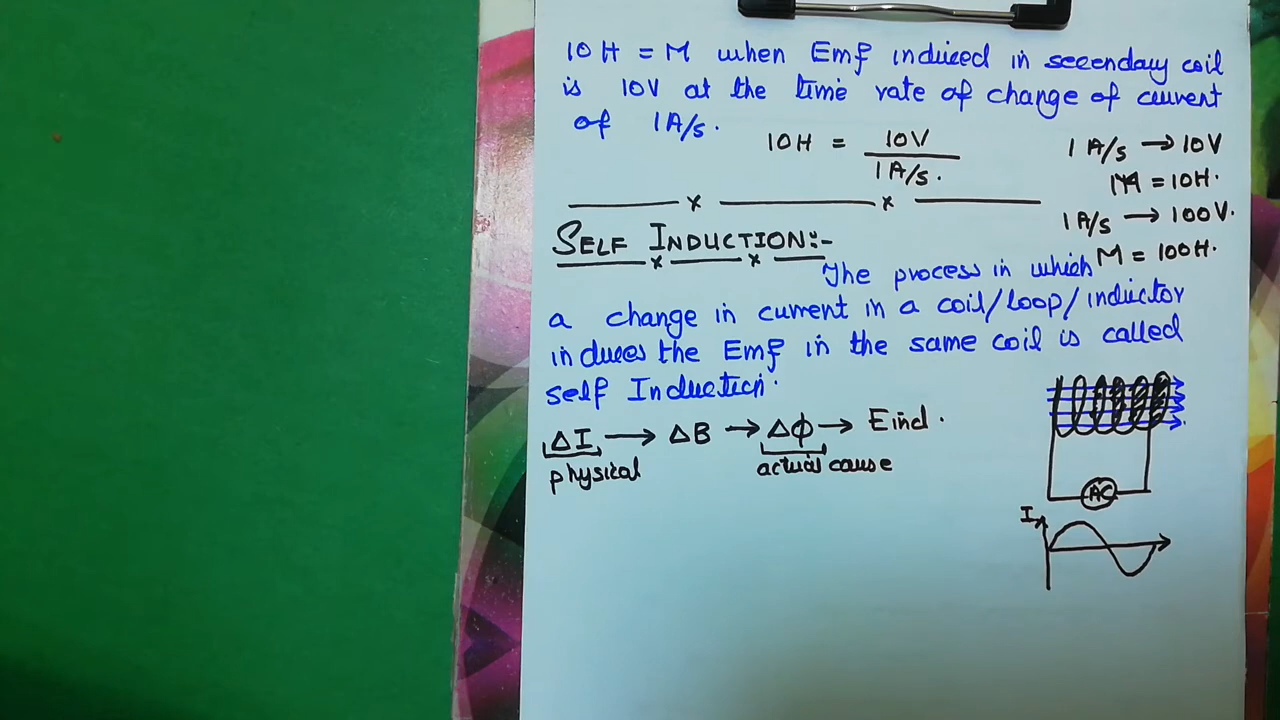 10 H = M when Emf induced in secendary coil
is 10V at the time rate of change of current
of 1A/s.
10H = 10V / 1A/s.
1 A/s → 10V
M = 10H.
1A/s → 100V.
M = 100H.
SELF INDUCTION:-
The process in which
a change in current in a coil/loop/inductor
induces the Emf in the same coil is called
self Induction.
ΔI → ΔB → Δϕ → Eind.
physical
actual cause
AC
I